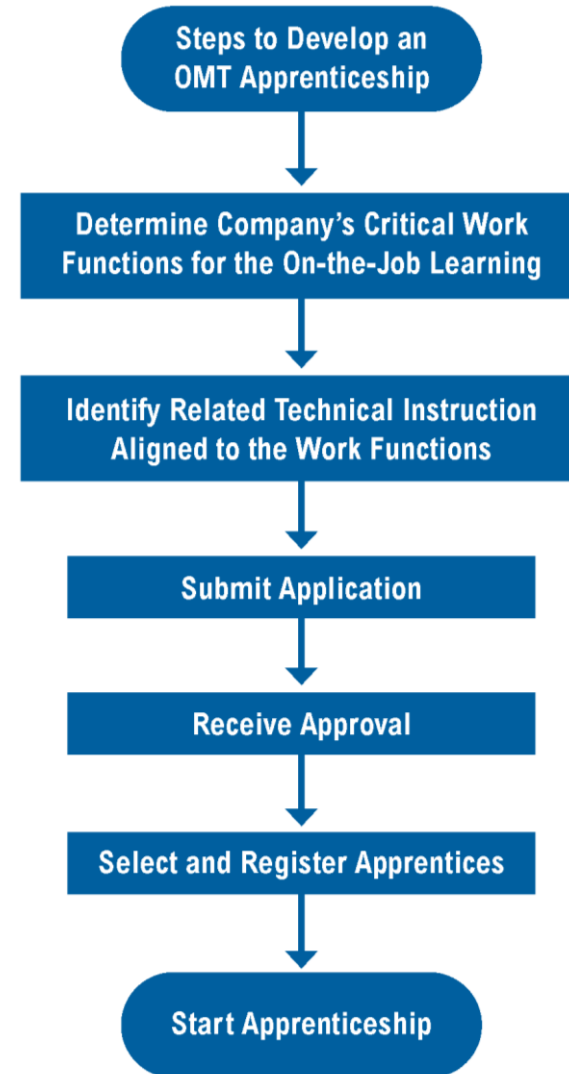 Steps to Develop an
OMT Apprenticeship
Determine Company's Critical Work
Functions for the On-the-Job Learning
Identify Related Technical Instruction
Aligned to the Work Functions
Submit Application
Receive Approval
Select and Register Apprentices
Start Apprenticeship